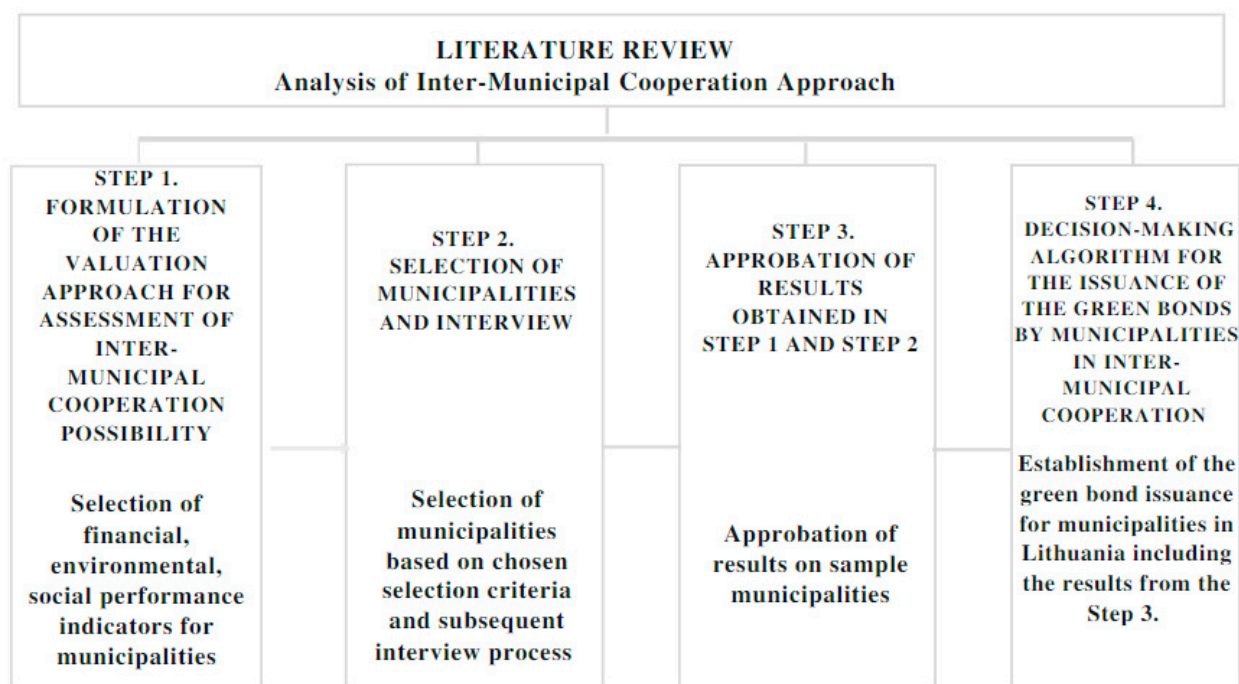 LITERATURE REVIEW
Analysis of Inter-Municipal Cooperation Approach
STEP 1.
FORMULATION
OF THE
VALUATION
APPROACH FOR
ASSESSMENT OF
INTER-
MUNICIPAL
COOPERATION
POSSIBILITY
Selection of
financial,
environmental,
social performance
indicators for
municipalities
STEP 2.
SELECTION OF
MUNICIPALITIES
AND INTERVIEW
Selection of
municipalities
based on chosen
selection criteria
and subsequent
interview process
STEP 3.
APPROBATION OF
RESULTS
OBTAINED IN
STEP 1 AND STEP 2
Approbation of
results on sample
municipalities
STEP 4.
DECISION-MAKING
ALGORITHM FOR
THE ISSUANCE OF
THE GREEN BONDS
BY MUNICIPALITIES
IN INTER-
MUNICIPAL
COOPERATION
Establishment of the
green bond issuance
for municipalities in
Lithuania including
the results from the
Step 3.